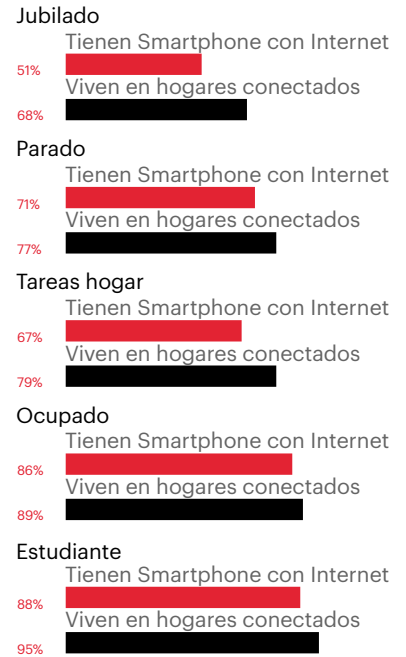 Jubilado
Tienen Smartphone con Internet
51%
Viven en hogares conectados
68%
Parado
Tienen Smartphone con Internet
71%
Viven en hogares conectados
77%
Tareas hogar
Tienen Smartphone con Internet
67%
Viven en hogares conectados
79%
Ocupado
Tienen Smartphone con Internet
86%
Viven en hogares conectados
89%
Estudiante
Tienen Smartphone con Internet
88%
Viven en hogares conectados
95%